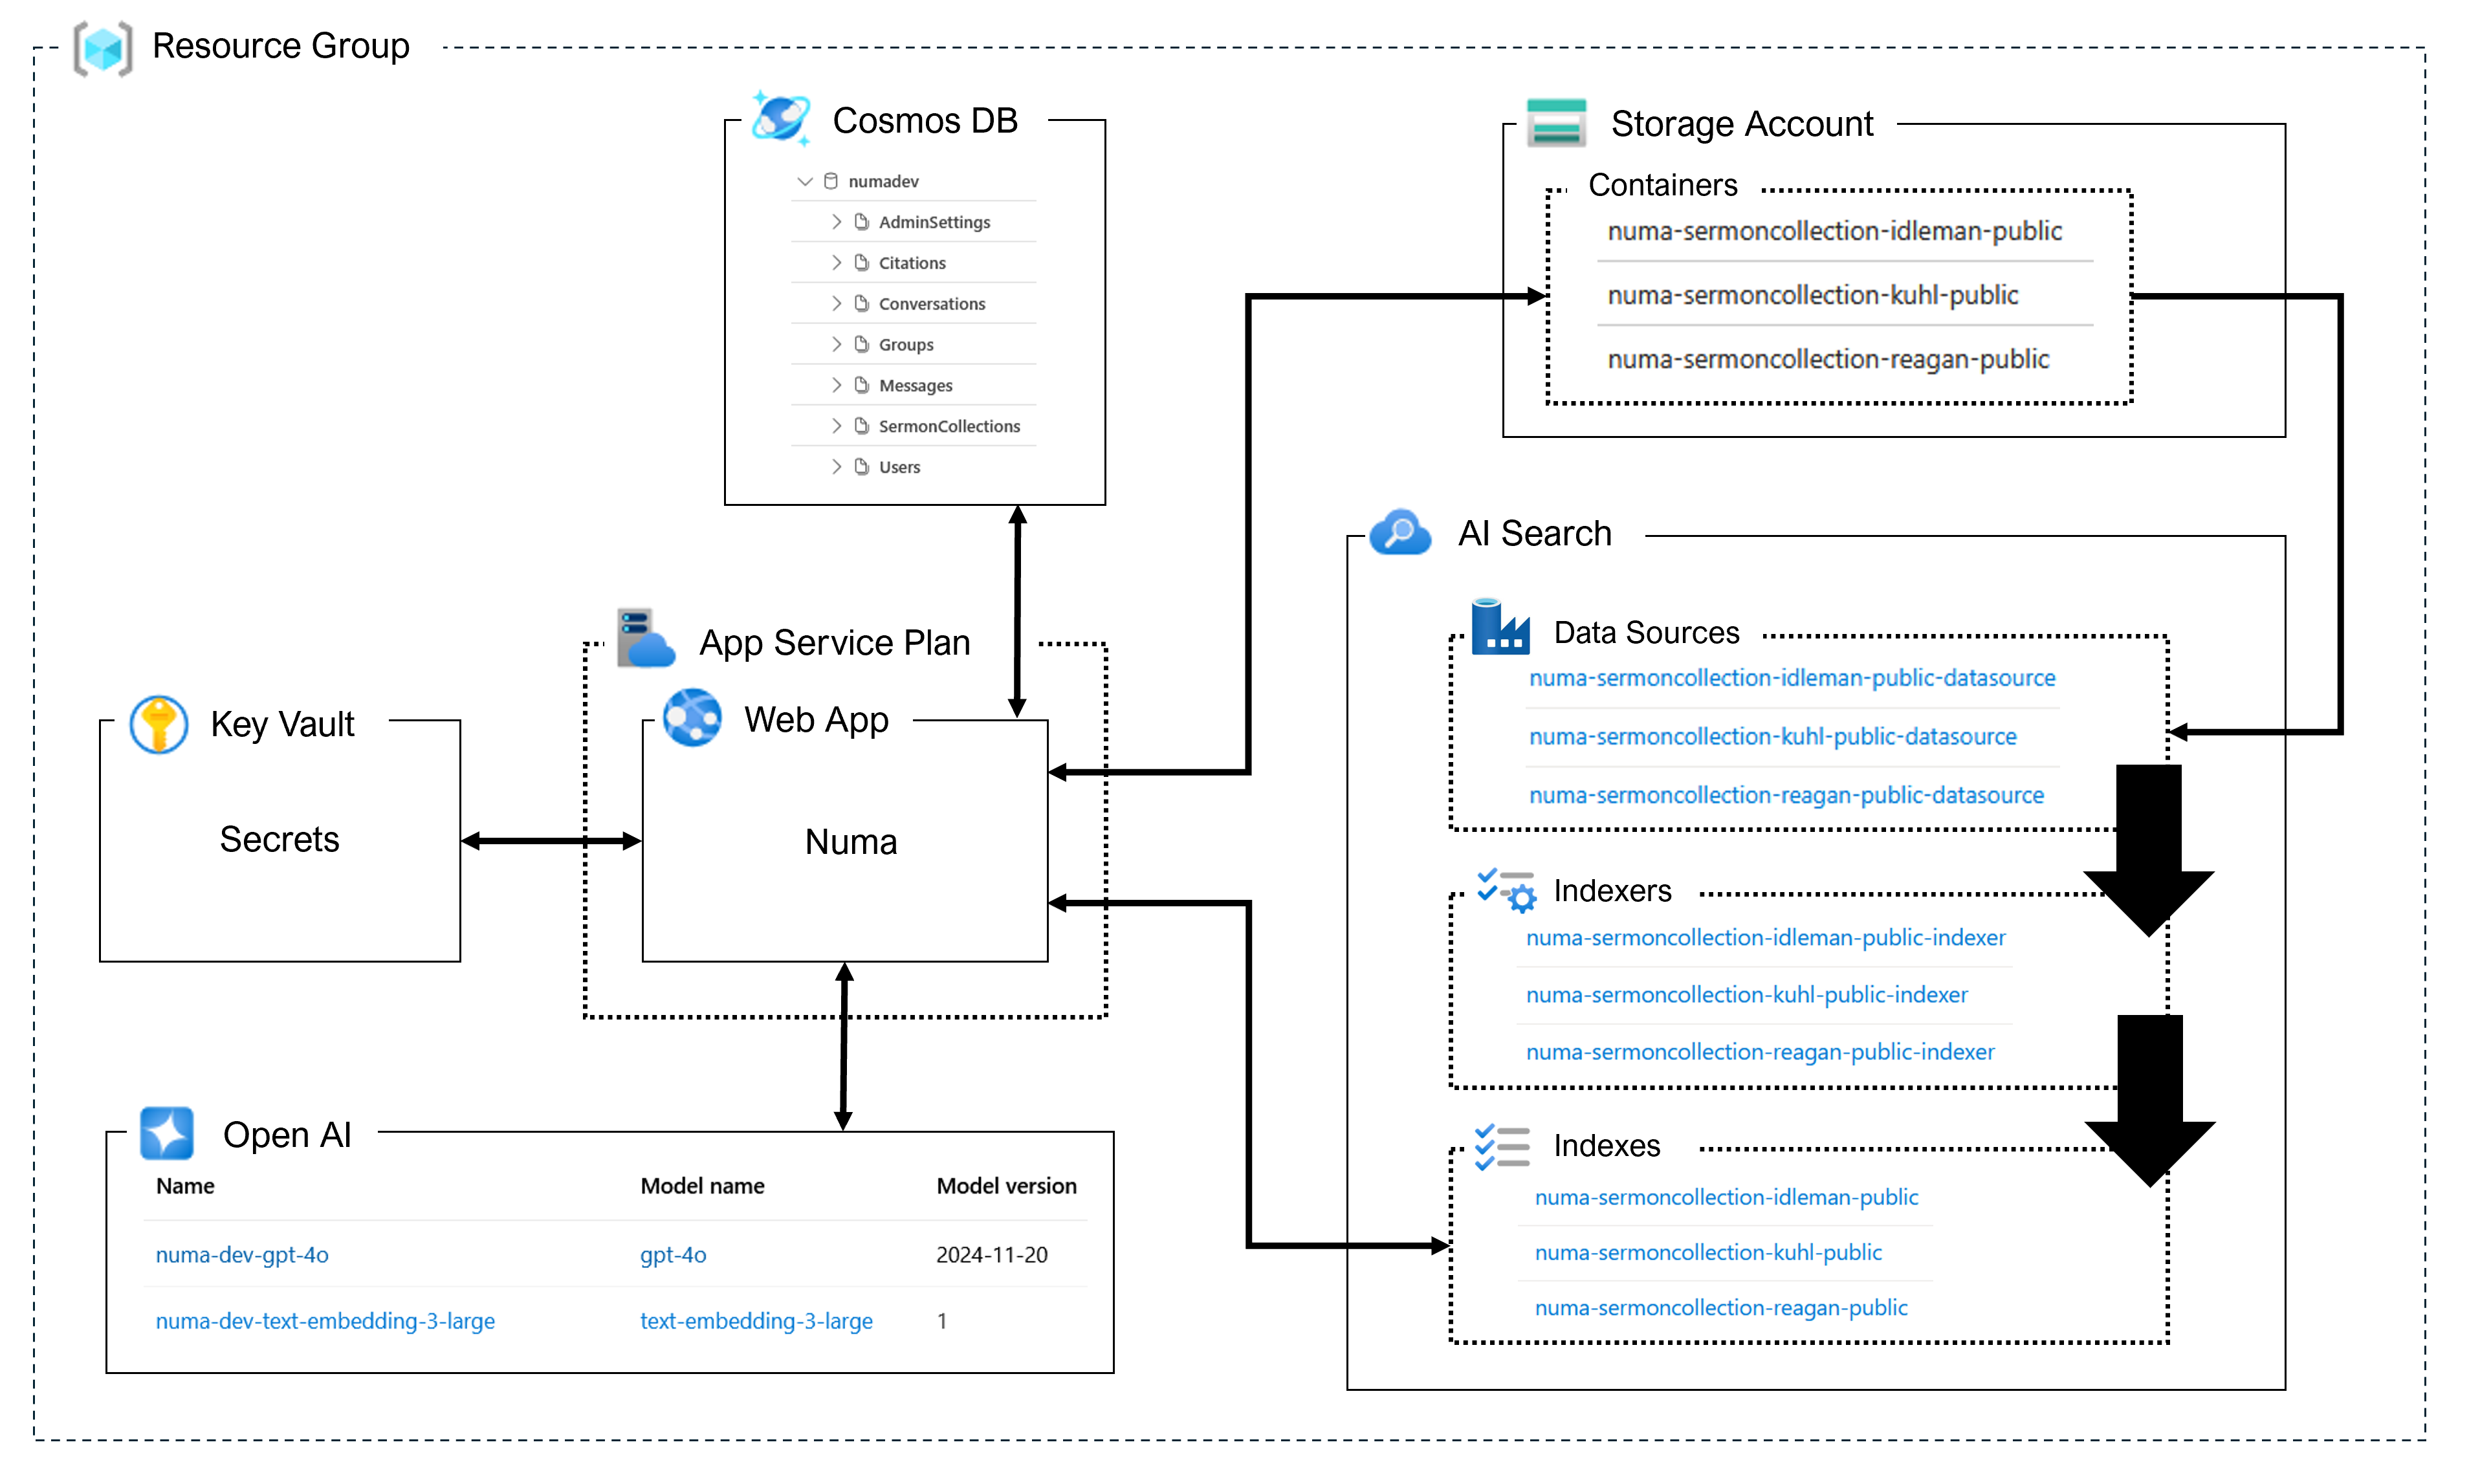 Resource Group
Cosmos DB
numadev
AdminSettings
Citations
Conversations
Groups
Messages
SermonCollections
Users
Storage Account
Containers
numa-sermoncollection-idleman-public
numa-sermoncollection-kuhl-public
numa-sermoncollection-reagan-public
App Service Plan
Web App
Numa
Key Vault
Secrets
AI Search
Data Sources
numa-sermoncollection-idleman-public-datasource
numa-sermoncollection-kuhl-public-datasource
numa-sermoncollection-reagan-public-datasource
Indexers
numa-sermoncollection-idleman-public-indexer
numa-sermoncollection-kuhl-public-indexer
numa-sermoncollection-reagan-public-indexer
Indexes
numa-sermoncollection-idleman-public
numa-sermoncollection-kuhl-public
numa-sermoncollection-reagan-public
Open AI
Name Model name Model version
numa-dev-gpt-4o gpt-4o 2024-11-20
numa-dev-text-embedding-3-large text-embedding-3-large 1